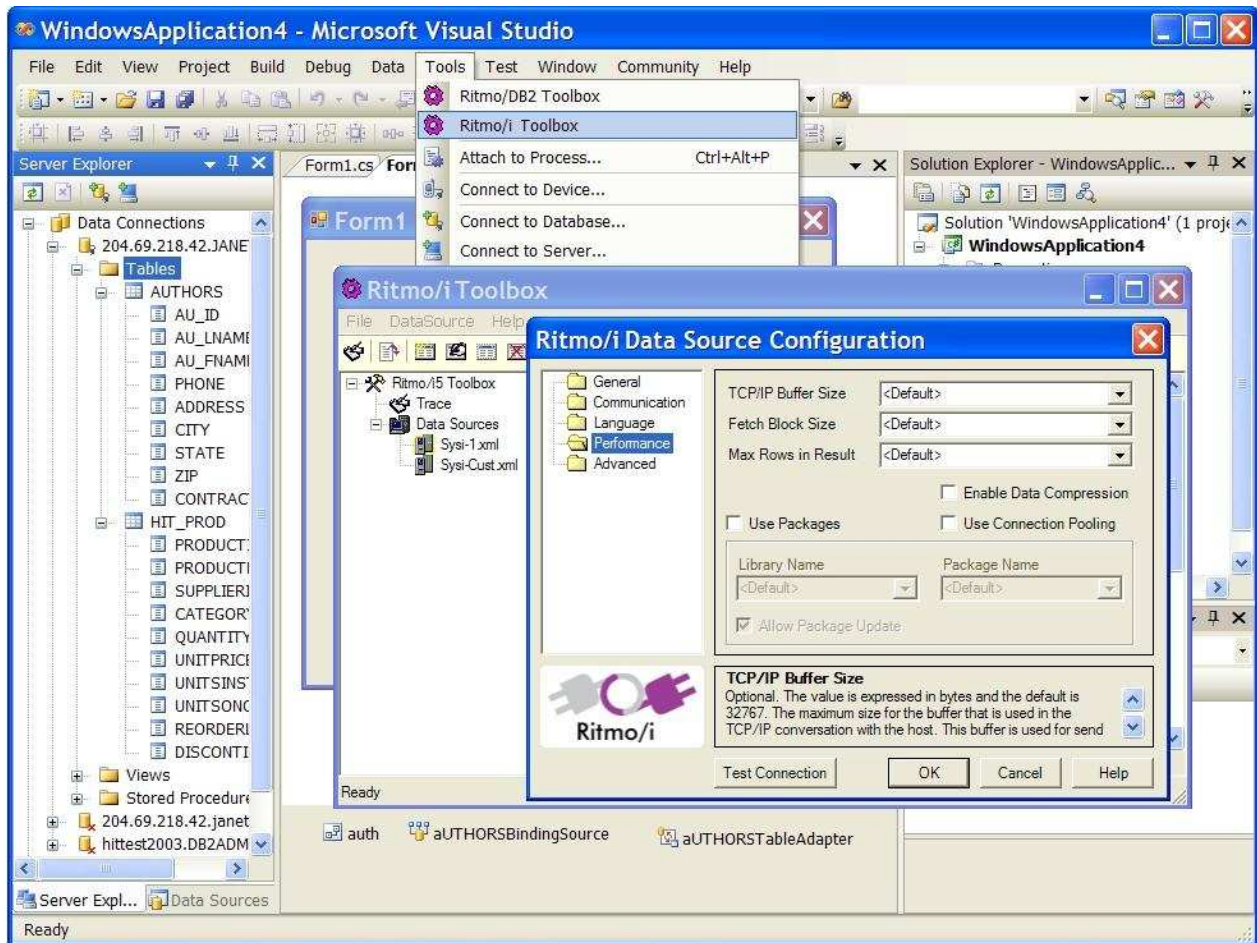 WindowsApplication4 - Microsoft Visual Studio
File Edit View Project Build Debug Data Tools Test Window Community Help
Ritmo/DB2 Toolbox
Ritmo/i Toolbox
Attach to Process... Ctrl+Alt+P
Connect to Device...
Connect to Database...
Connect to Server...
Server Explorer
Data Connections
204.69.218.42.JANE
Tables
AUTHORS
AU_ID
AU_LNAME
AU_FNAM
PHONE
ADDRESS
CITY
STATE
ZIP
CONTRAC
HIT_PROD
PRODUCT
PRODUCTI
SUPPLIERI
CATEGOR
QUANTITY
UNITPRICE
UNITSINS
UNITSONO
REORDERL
DISCONTI
Views
Stored Procedure
204.69.218.42.janet
hittest2003.DB2ADM
Server Expl... Data Sources
Ready
Form1.cs For
Form1
Solution Explorer - WindowsApplic...
Solution 'WindowsApplication4' (1 proje
WindowsApplication4
Ritmo/i Toolbox
File DataSource Help
Ritmo/i5 Toolbox
Trace
Data Sources
Sysi-1.xml
Sysi-Cust.xml
Ready
Ritmo/i Data Source Configuration
General
Communication
Language
Performance
Advanced
TCP/IP Buffer Size <Default>
Fetch Block Size <Default>
Max Rows in Result <Default>
Enable Data Compression
Use Packages Use Connection Pooling
Library Name Package Name
<Default> <Default>
Allow Package Update
Ritmo/i
TCP/IP Buffer Size
Optional. The value is expressed in bytes and the default is
32767. The maximum size for the buffer that is used in the
TCP/IP conversation with the host. This buffer is used for send
Test Connection OK Cancel Help
auth aUTHORSBindingSource aUTHORSTableAdapter